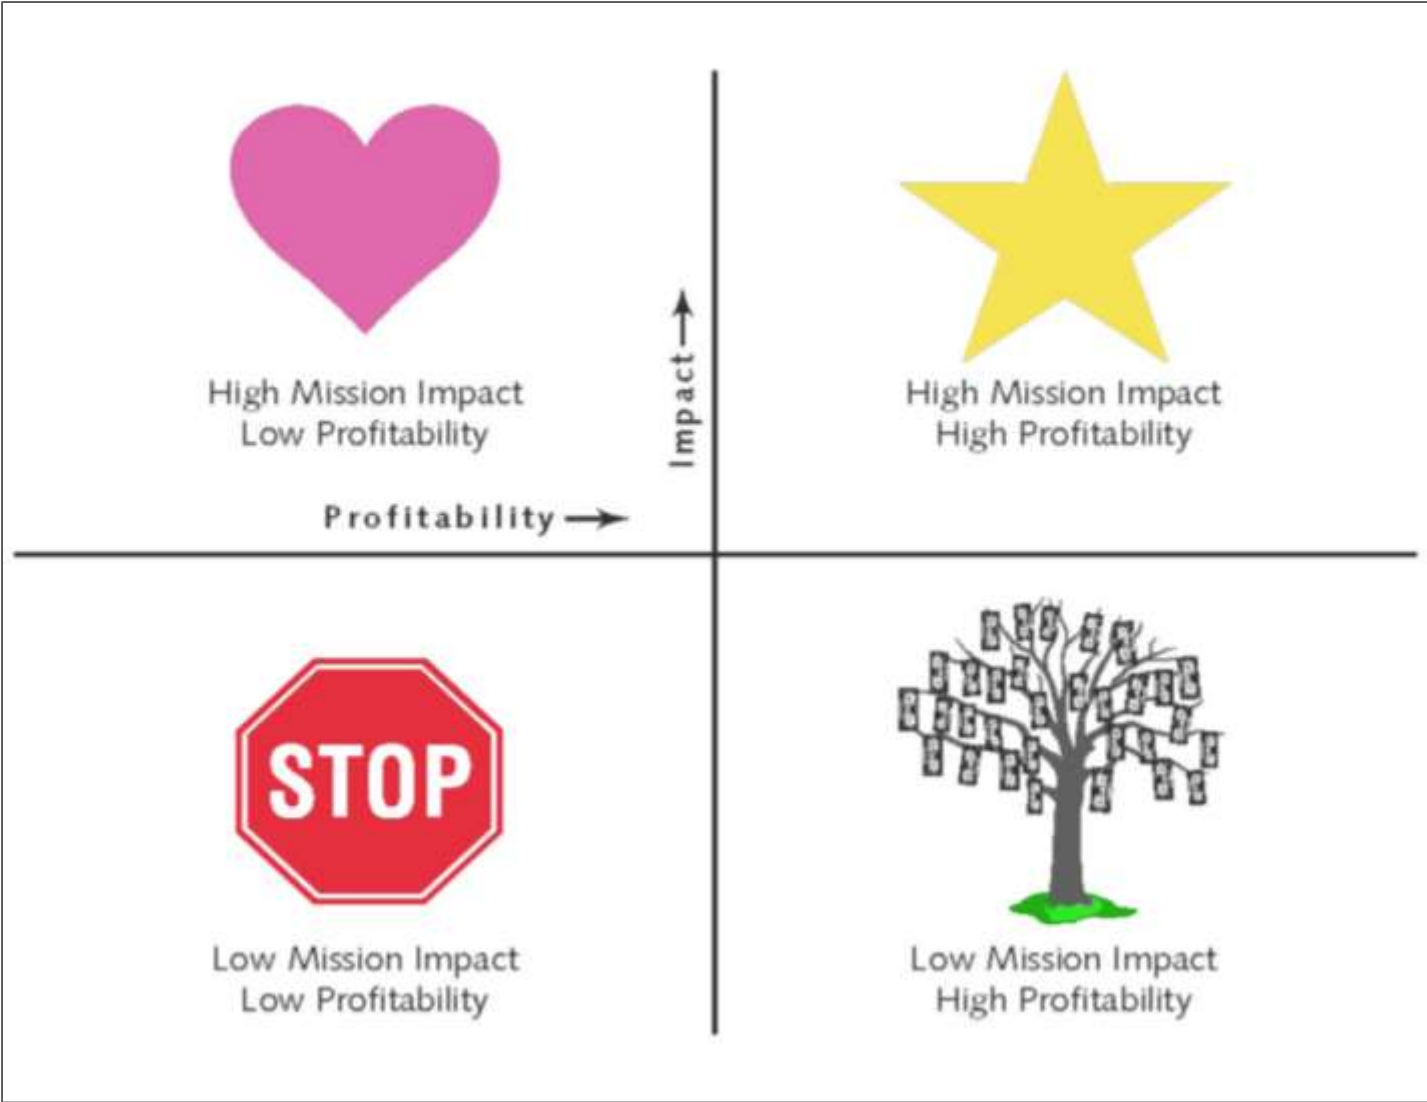 High Mission Impact
Low Profitability
High Mission Impact
High Profitability
Impact
Profitability
STOP
Low Mission Impact
Low Profitability
Low Mission Impact
High Profitability